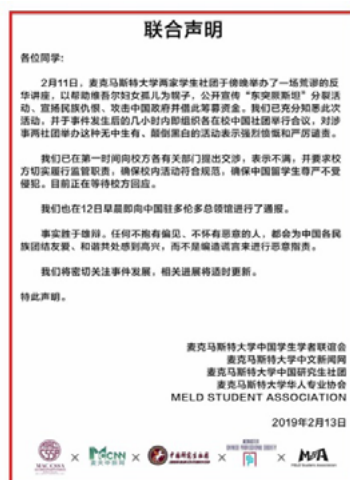 联合声明
各位同学：
2月11日，麦克马斯特大学两家学生社团于傍晚举办了一场荒谬的反
华讲座，以帮助维吾尔妇女孤儿为幌子，公开宣传“东突厥斯坦”分裂活
动、宣扬民族仇恨、攻击中国政府并借此筹募资金。我们已充分知悉此次
活动，并于事件发生后的几小时内即组织各在校中国社团举行合议，对涉
事两社团举办这种无中生有、颠倒黑白的活动表示强烈愤慨和严厉谴责。
我们已在第一时间向校方各有关部门提出交涉，表示不满，并要求校
方切实履行监管职责，确保校内活动符合规范，确保中国留学生尊严不受
侵犯。目前正在等待校方回应。
我们也在12日早晨即向中国驻多伦多总领馆进行了通报。
事实胜于雄辩。任何不抱有偏见、不怀有恶意的人，都会为中国各民
族团结友爱、和谐共处感到高兴，而不是编造谎言来进行恶意指责。
我们将密切关注事件发展，相关进展将适时更新。
特此声明。
麦克马斯特大学中国学生学者联谊会
麦克马斯特大学中文新闻网
麦克马斯特大学中国研究生社团
麦克马斯特大学华人专业协会
MELD STUDENT ASSOCIATION
2019年2月13日
MAC CSSA
MCNN
MELD